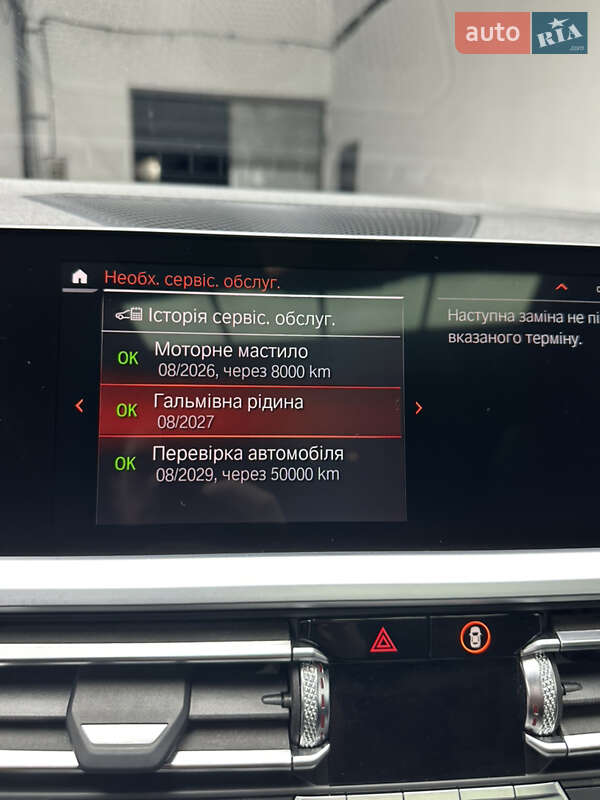 auto RIA
.com
Необх. сервіс. обслуг.
Історія сервіс. обслуг.
OK Моторне мастило
08/2026, через 8000 km
OK Гальмівна рідина
08/2027
OK Перевірка автомобіля
08/2029, через 50000 km
Наступна заміна не пі
вказаного терміну.